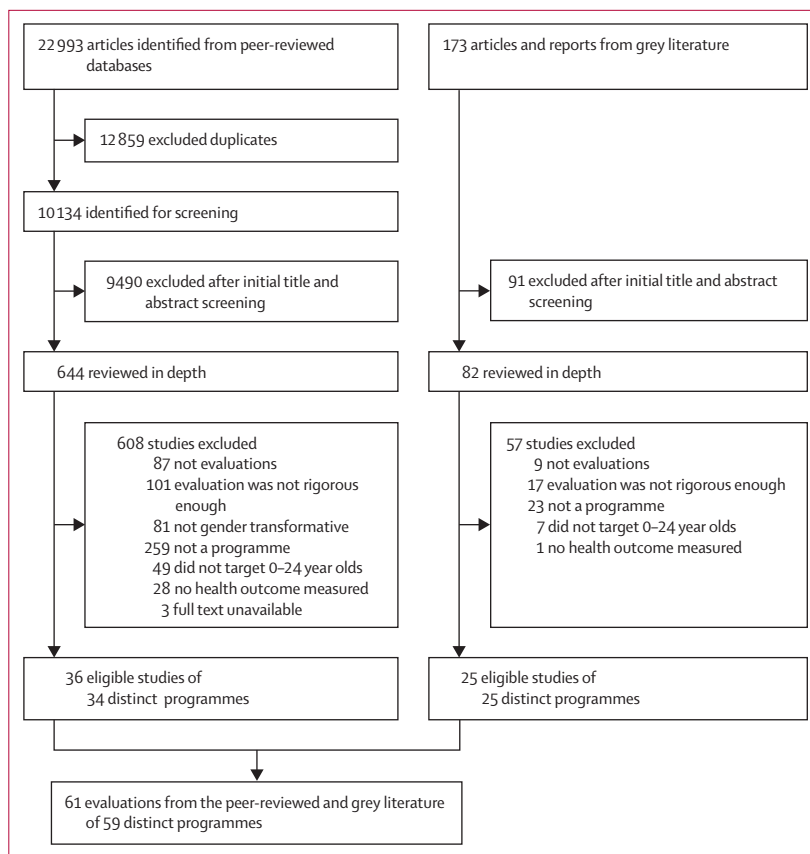 22 993 articles identified from peer-reviewed
databases
173 articles and reports from grey literature
12 859 excluded duplicates
10 134 identified for screening
9490 excluded after initial title and
abstract screening
91 excluded after initial title and abstract
screening
644 reviewed in depth
82 reviewed in depth
608 studies excluded
87 not evaluations
101 evaluation was not rigorous
enough
81 not gender transformative
259 not a programme
49 did not target 0–24 year olds
28 no health outcome measured
3 full text unavailable
57 studies excluded
9 not evaluations
17 evaluation was not rigorous enough
23 not a programme
7 did not target 0–24 year olds
1 no health outcome measured
36 eligible studies of
34 distinct programmes
25 eligible studies of
25 distinct programmes
61 evaluations from the peer-reviewed and grey literature
of 59 distinct programmes